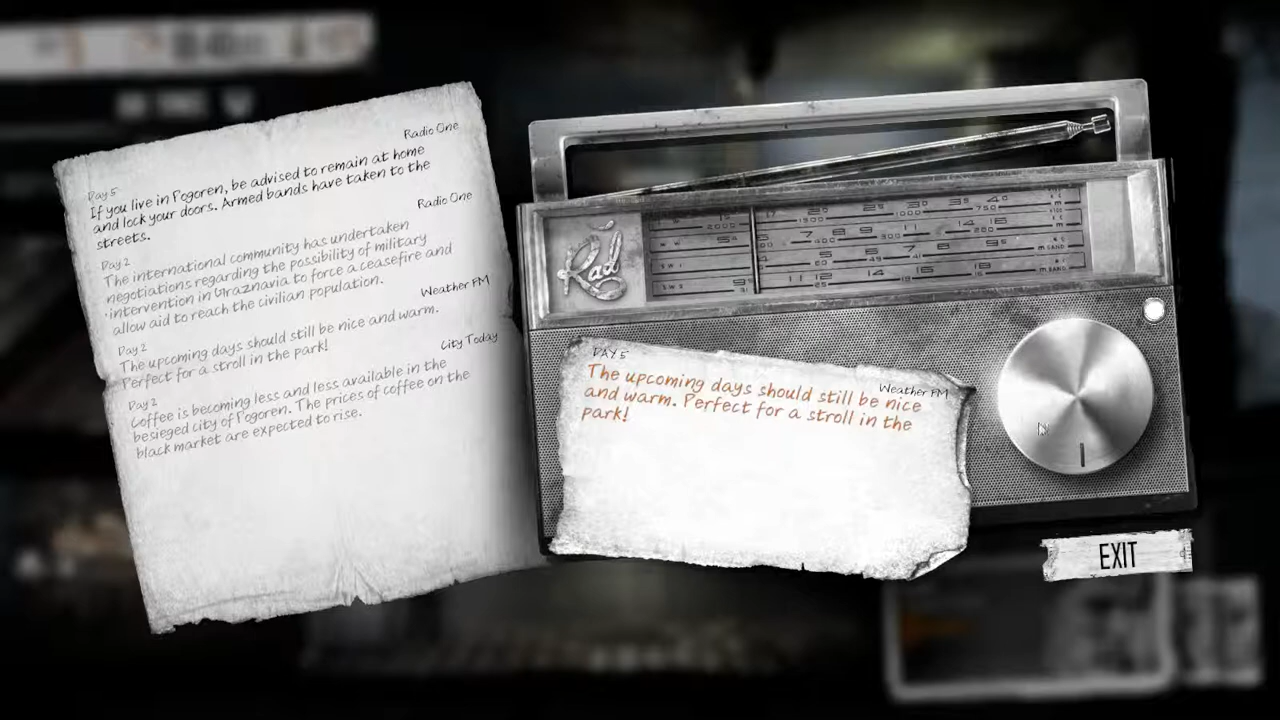 Radio One
Day 5
If you live in Pogoren, be advised to remain at home
and lock your doors. Armed bands have taken to the
streets.
Radio One
Day 2
The international community has undertaken
negotiations regarding the possibility of military
intervention in Graznavia to force a ceasefire and
allow aid to reach the civilian population.
Weather FM
Day 2
The upcoming days should still be nice and warm.
Perfect for a stroll in the park!
City Today
Day 2
Coffee is becoming less and less available in the
besieged city of Pogoren. The prices of coffee on the
black market are expected to rise.
Rad
DAY 5
Weather FM
The upcoming days should still be nice
and warm. Perfect for a stroll in the
park!
EXIT